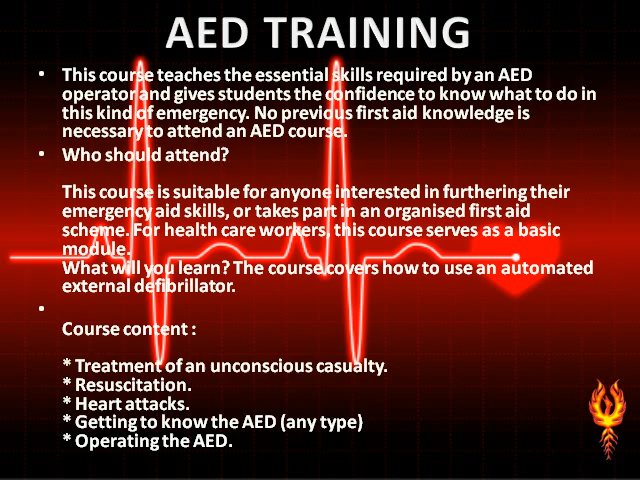 AED TRAINING
• This course teaches the essential skills required by an AED
operator and gives students the confidence to know what to do in
this kind of emergency. No previous first aid knowledge is
necessary to attend an AED course.
• Who should attend?
This course is suitable for anyone interested in furthering their
emergency aid skills, or takes part in an organised first aid
scheme. For health care workers, this course serves as a basic
module.
What will you learn? The course covers how to use an automated
external defibrillator.
•
Course content :
* Treatment of an unconscious casualty.
* Resuscitation.
* Heart attacks.
* Getting to know the AED (any type)
* Operating the AED.